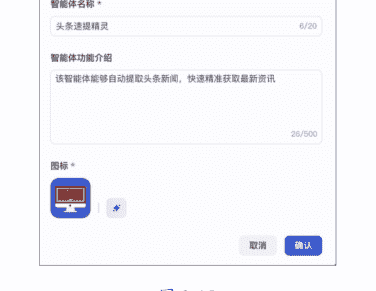 智能体名称 *
头条速提精灵
6/20
智能体功能介绍
该智能体能够自动提取头条新闻，快速精准获取最新资讯
26/500
图标 *
取消
确认